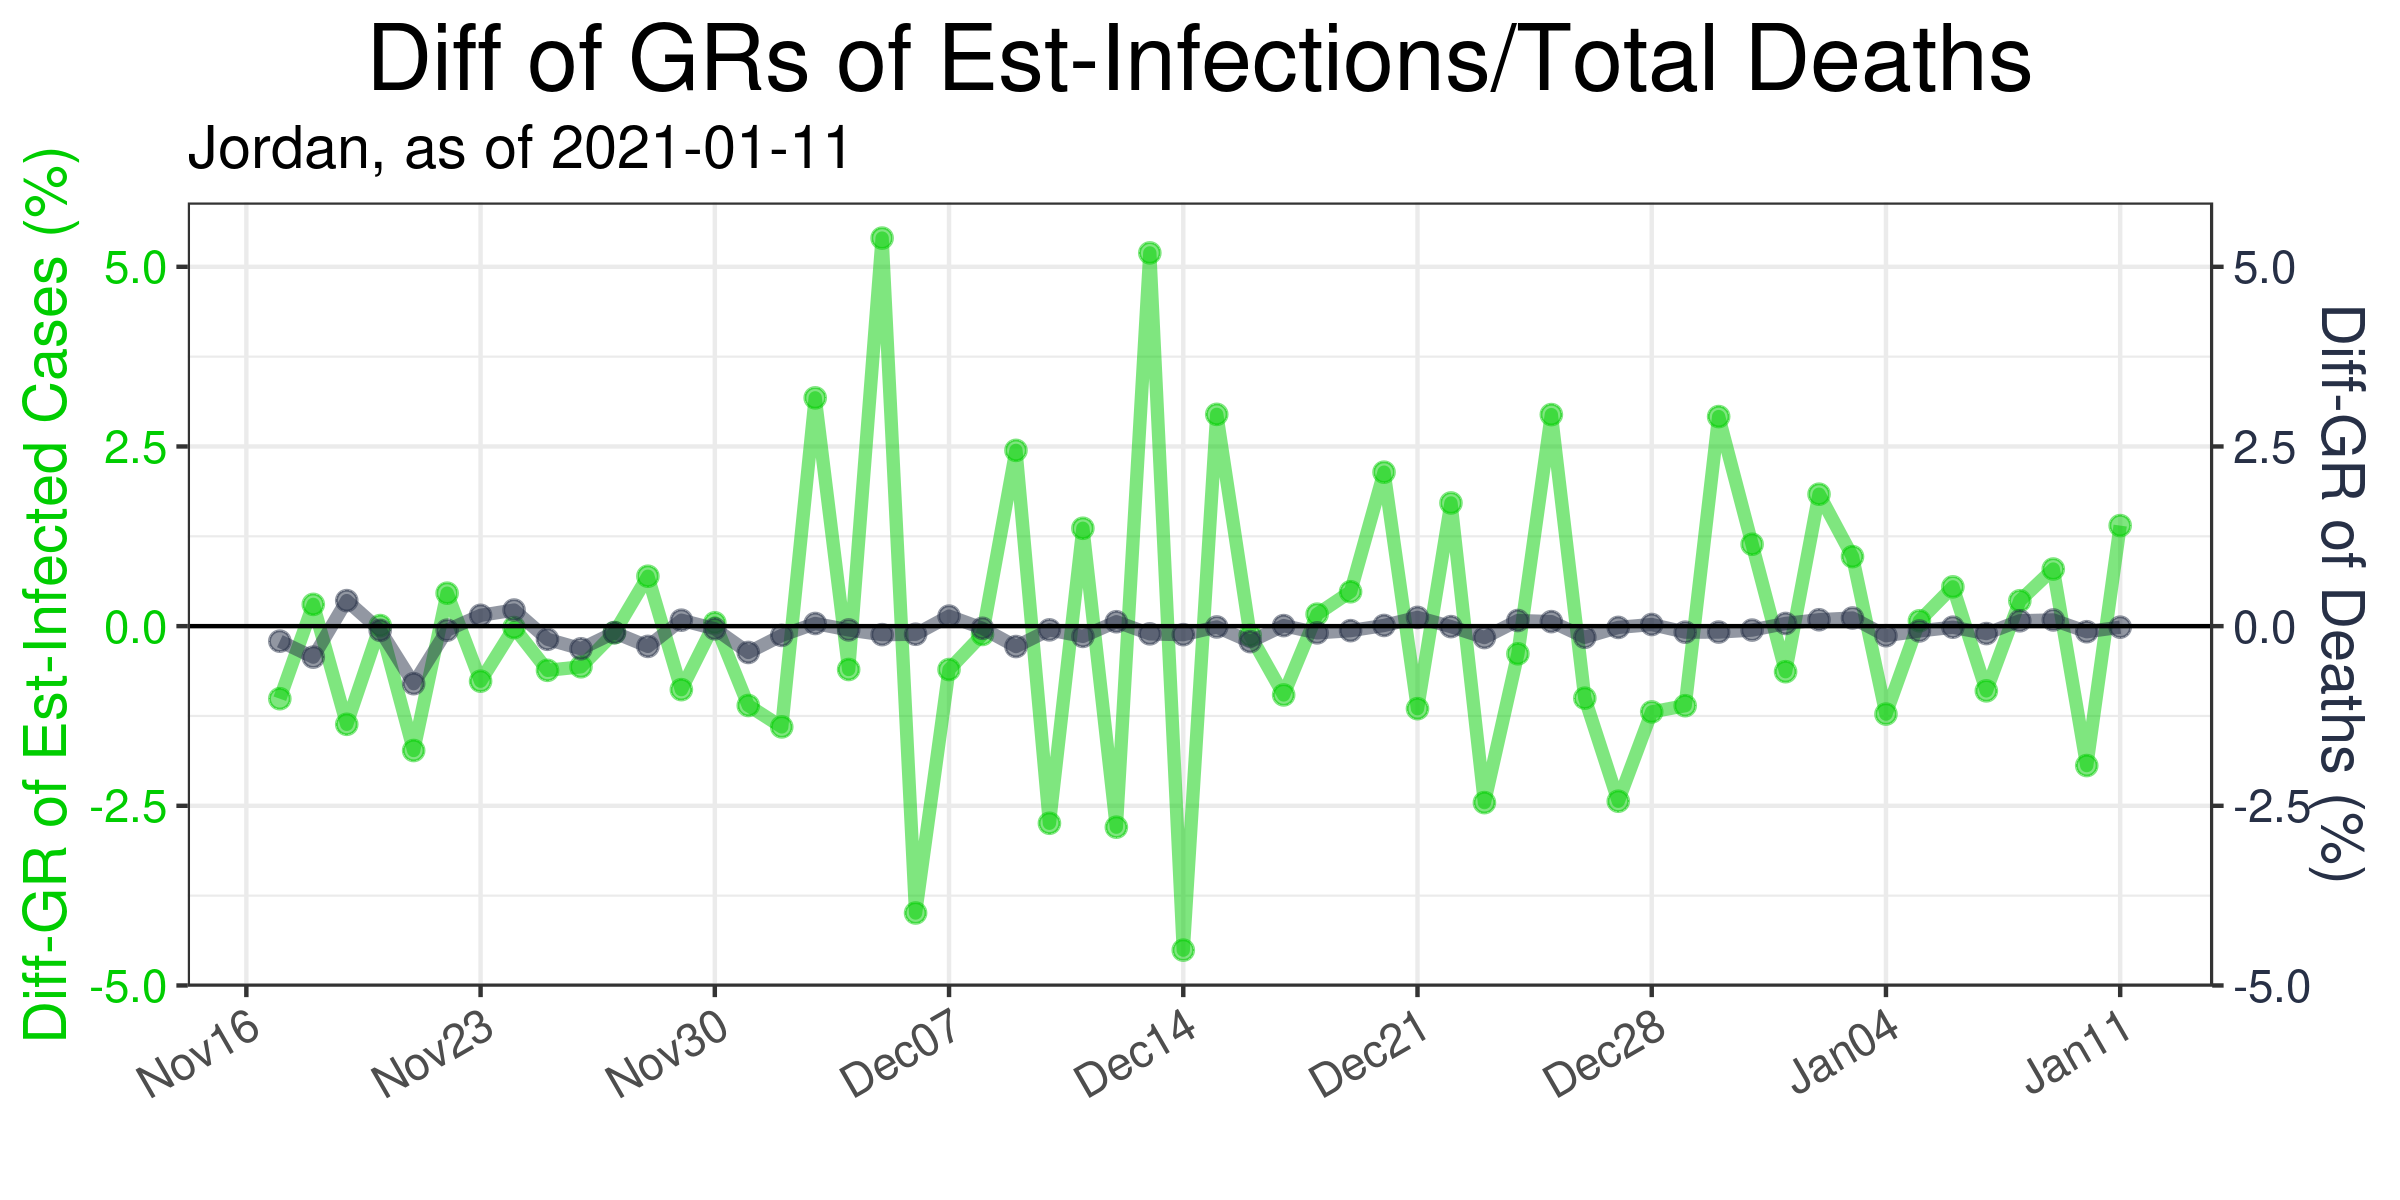 Diff of GRs of Est-Infections/Total Deaths
Jordan, as of 2021-01-11
Diff-GR of Est-Infected Cases (%)
5.0
2.5
0.0
-2.5
-5.0
5.0
2.5
0.0
-2.5
-5.0
Diff-GR of Deaths (%)
Nov16
Nov23
Nov30
Dec07
Dec14
Dec21
Dec28
Jan04
Jan11